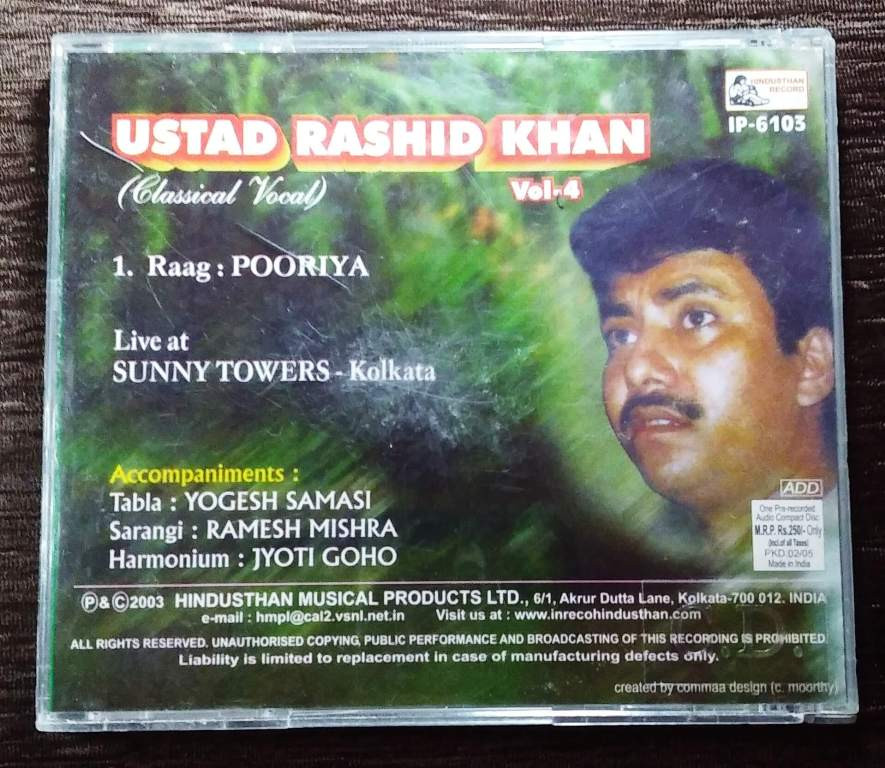 HINDUSTHAN
RECORD
IP-6103
USTAD RASHID KHAN
(Classical Vocal)
Vol-4
1. Raag : POORIYA
Live at
SUNNY TOWERS - Kolkata
Accompaniments :
Tabla : YOGESH SAMASI
Sarangi : RAMESH MISHRA
Harmonium : JYOTI GOHO
ADD
One Pre-recorded
Audio Compact Disc
M.R.P. Rs.250/- Only
(Incl.of all Taxes)
PKD.02/05
Made in India
Ⓟ&©2003 HINDUSTHAN MUSICAL PRODUCTS LTD., 6/1, Akrur Dutta Lane, Kolkata-700 012. INDIA
e-mail : hmpl@cal2.vsnl.net.in Visit us at : www.inrecohindusthan.com
ALL RIGHTS RESERVED. UNAUTHORISED COPYING, PUBLIC PERFORMANCE AND BROADCASTING OF THIS RECORDING IS PROHIBITED.
Liability is limited to replacement in case of manufacturing defects only.
created by commaa design (c. moorthy)